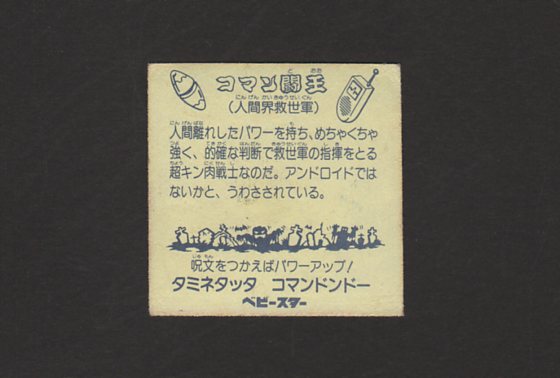 コマン闘王
(人間界救世軍)
人間離れしたパワーを持ち、めちゃくちゃ
強く、的確な判断で救世軍の指揮をとる
超キン肉戦士なのだ。アンドロイドでは
ないかと、うわさされている。
呪文をつかえばパワーアップ!
タミネタッタ コマンドンドー
ベビースター